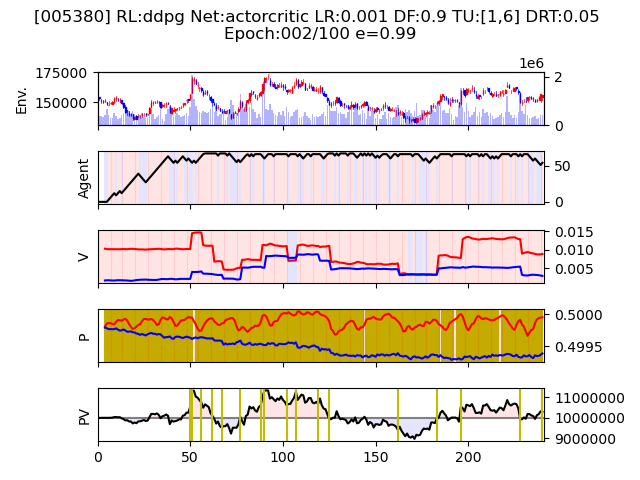 [005380] RL:ddpg Net:actorcritic LR:0.001 DF:0.9 TU:[1,6] DRT:0.05
Epoch:002/100 e=0.99
1e6
Env.
175000
150000
2
0
Agent
50
0
V
0.015
0.010
0.005
P
0.5000
0.4995
PV
11000000
10000000
9000000
0
50
100
150
200